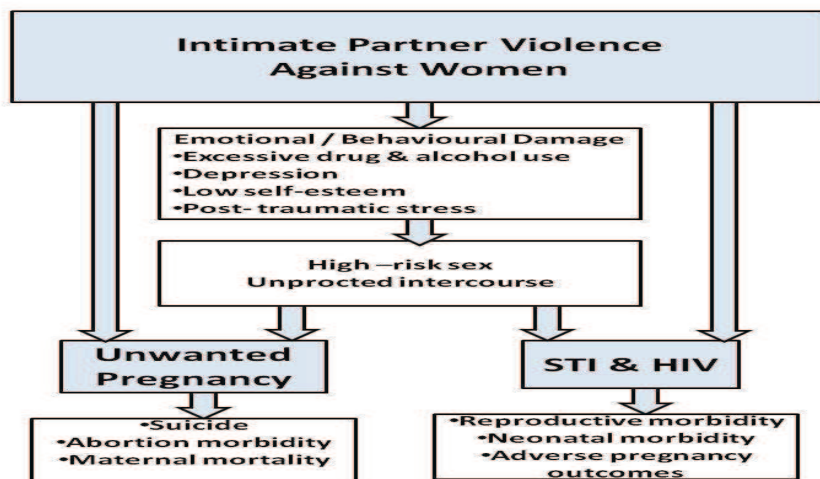 Intimate Partner Violence
Against Women
Emotional / Behavioural Damage
•Excessive drug & alcohol use
•Depression
•Low self-esteem
•Post- traumatic stress
High –risk sex
Unprocted intercourse
Unwanted
Pregnancy
STI & HIV
•Suicide
•Abortion morbidity
•Maternal mortality
•Reproductive morbidity
•Neonatal morbidity
•Adverse pregnancy
outcomes